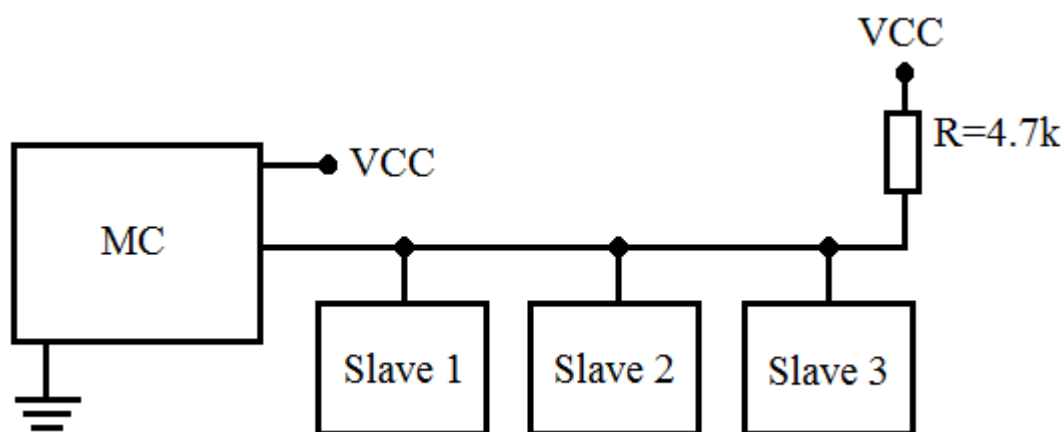 VCC
R=4.7k
VCC
MC
Slave 1
Slave 2
Slave 3